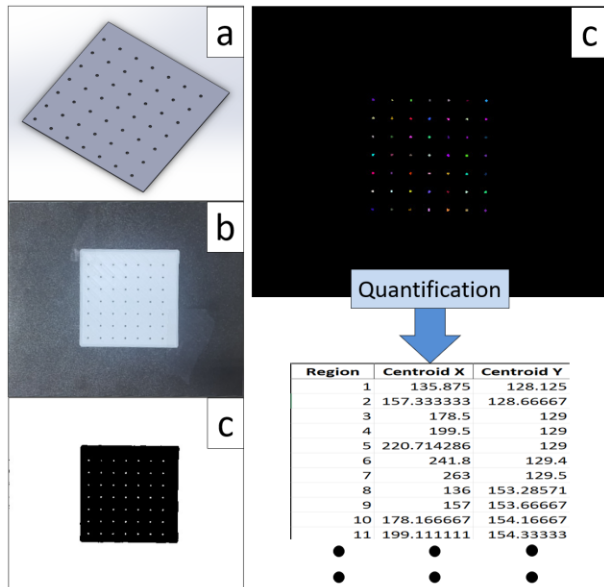 a
b
c
c
Quantification
Region Centroid X Centroid Y
1 135.875 128.125
2 157.333333 128.66667
3 178.5 129
4 199.5 129
5 220.714286 129
6 241.8 129.4
7 263 129.5
8 136 153.28571
9 157 153.66667
10 178.166667 154.16667
11 199.111111 154.33333